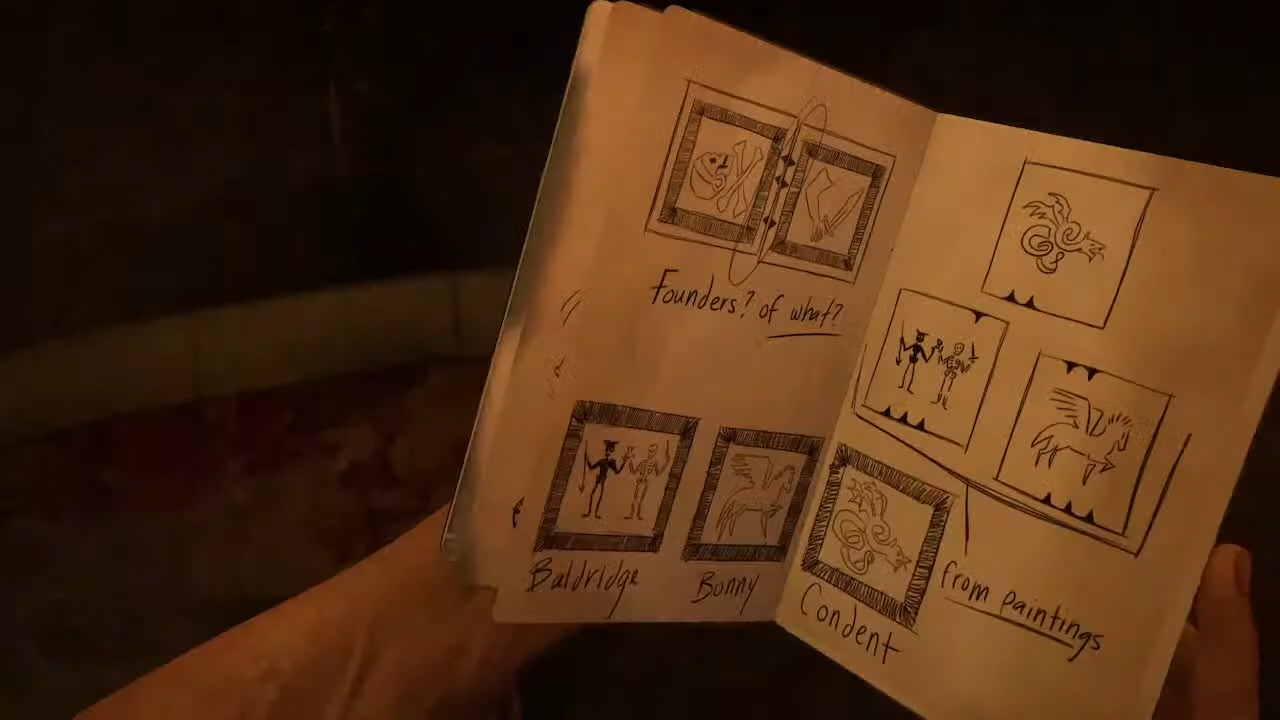 Founders? of what?
Baldridge
Bonny
Condent
from paintings